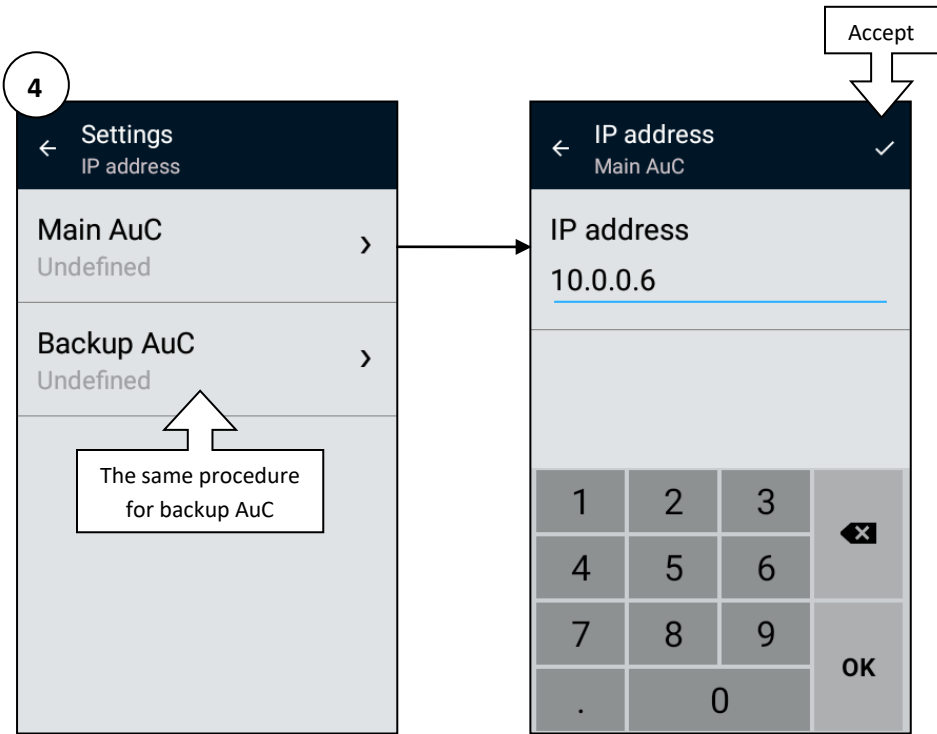 Accept
4
Settings
IP address
Main AuC
Undefined
Backup AuC
Undefined
The same procedure
for backup AuC
IP address
Main AuC
IP address
10.0.0.6
1 2 3
4 5 6
7 8 9
OK
. 0